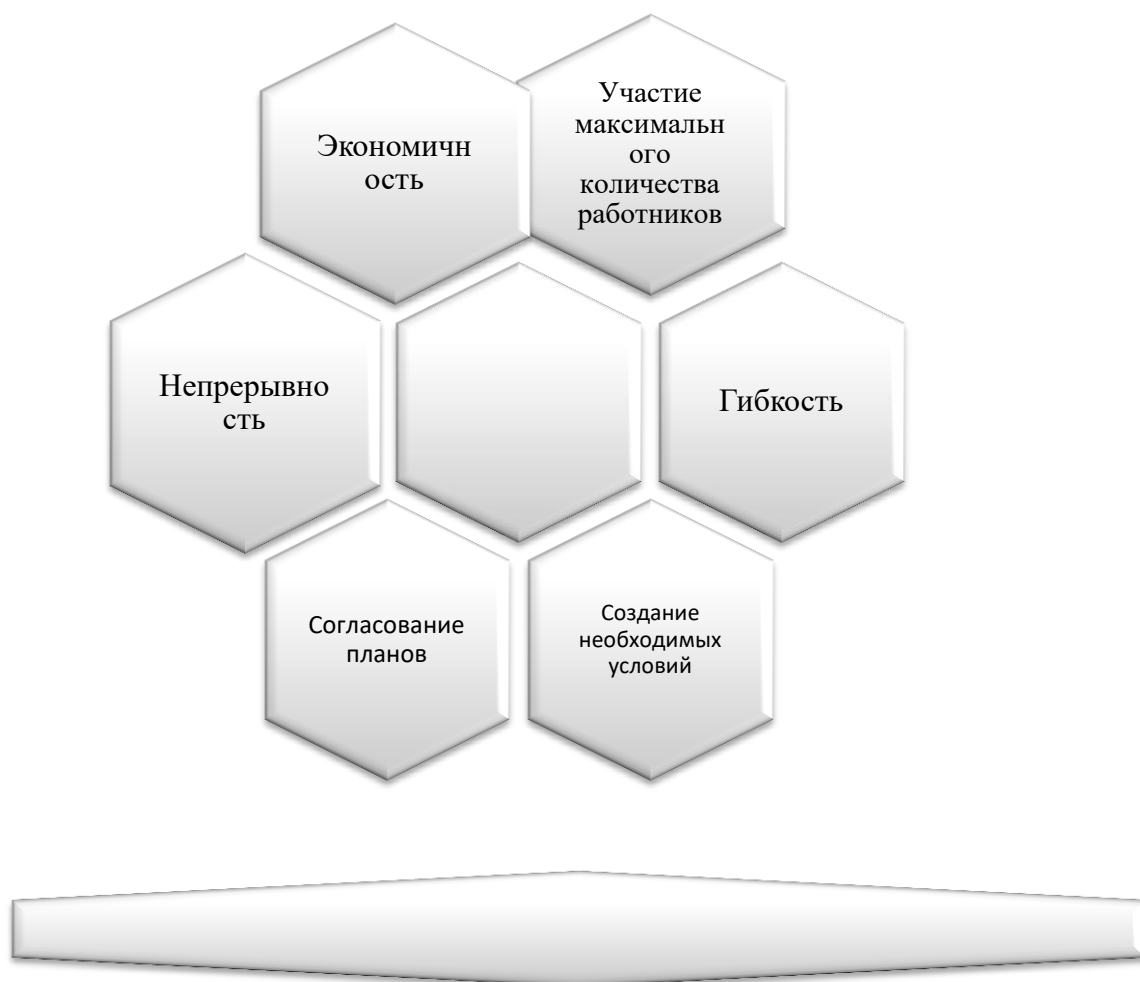 Экономичн
ость
Участие
максимальн
ого
количества
работников
Непрерывно
сть
Гибкость
Согласование
планов
Создание
необходимых
условий